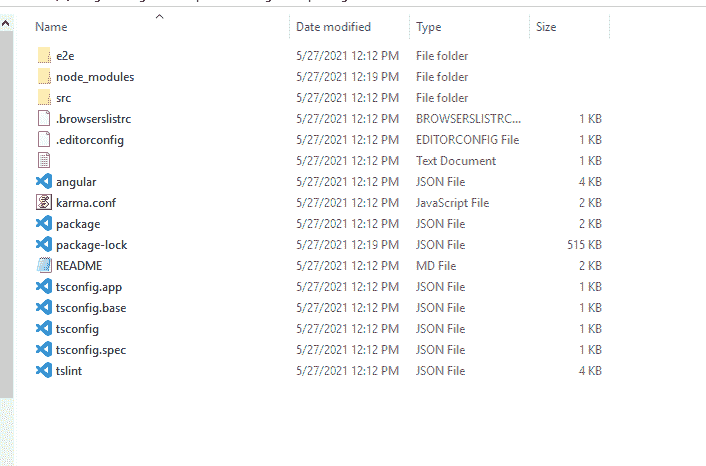 Name Date modified Type Size
e2e 5/27/2021 12:12 PM File folder
node_modules 5/27/2021 12:19 PM File folder
src 5/27/2021 12:12 PM File folder
.browserslistrc 5/27/2021 12:12 PM BROWSERSLISTRC... 1 KB
.editorconfig 5/27/2021 12:12 PM EDITORCONFIG File 1 KB
5/27/2021 12:12 PM Text Document 1 KB
angular 5/27/2021 12:12 PM JSON File 4 KB
karma.conf 5/27/2021 12:12 PM JavaScript File 2 KB
package 5/27/2021 12:12 PM JSON File 2 KB
package-lock 5/27/2021 12:19 PM JSON File 515 KB
README 5/27/2021 12:12 PM MD File 2 KB
tsconfig.app 5/27/2021 12:12 PM JSON File 1 KB
tsconfig.base 5/27/2021 12:12 PM JSON File 1 KB
tsconfig 5/27/2021 12:12 PM JSON File 1 KB
tsconfig.spec 5/27/2021 12:12 PM JSON File 1 KB
tslint 5/27/2021 12:12 PM JSON File 4 KB